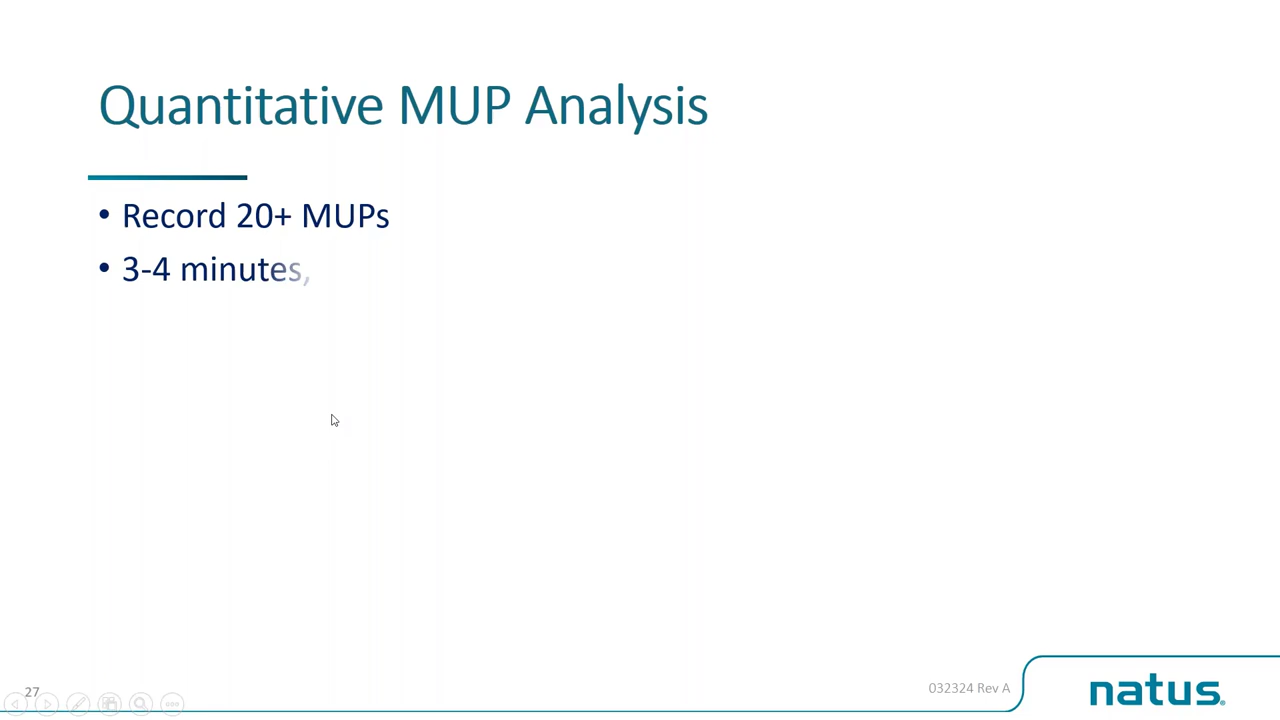 Quantitative MUP Analysis
• Record 20+ MUPs
• 3-4 minutes,
27
032324 Rev A
natus.